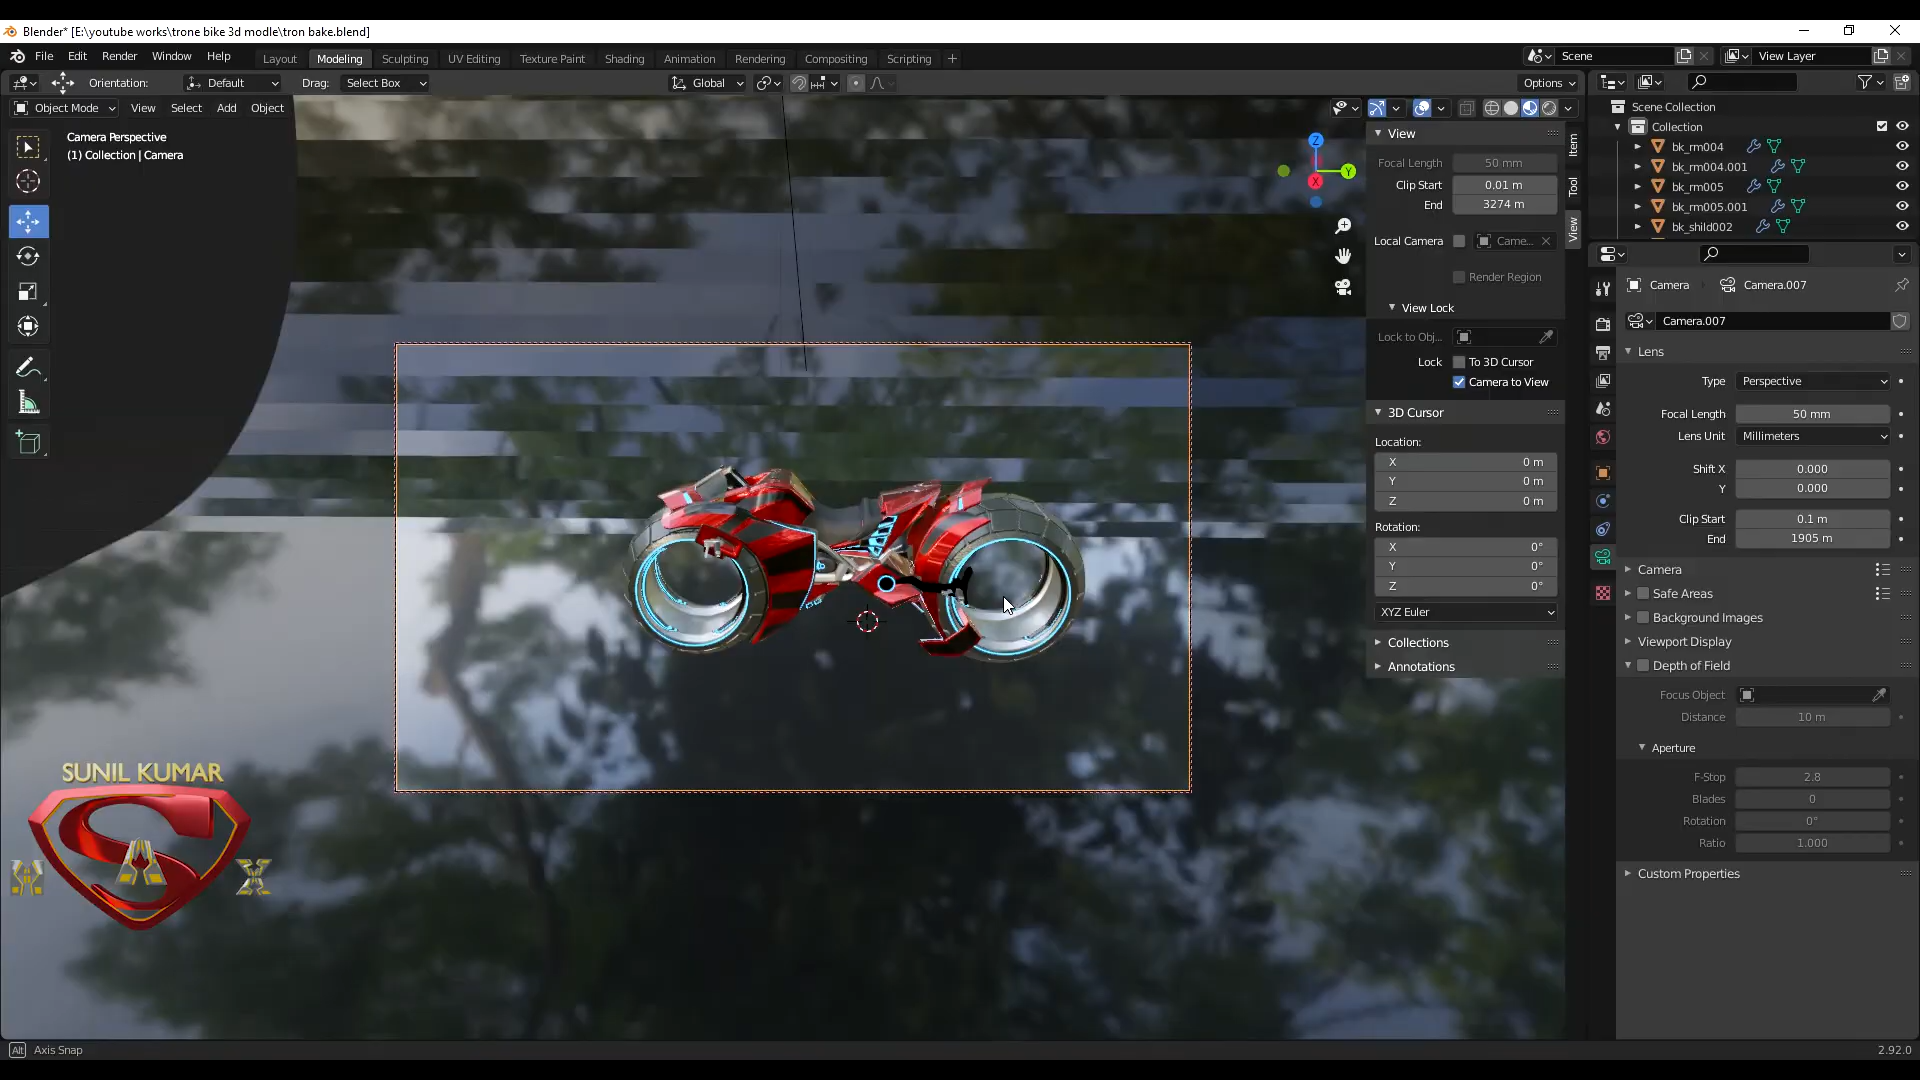 Blender* [E:\youtube works\trone bike 3d modle\tron bake.blend]
File Edit Render Window Help
Layout Modeling Sculpting UV Editing Texture Paint Shading Animation Rendering Compositing Scripting +
Scene
View Layer
Orientation: Default Drag: Select Box
Global
Options
Object Mode View Select Add Object
Camera Perspective
(1) Collection | Camera
Z
Y
X
View
Focal Length 50 mm
Clip Start 0.01 m
End 3274 m
Local Camera Came...
Render Region
View Lock
Lock to Obj...
Lock To 3D Cursor
Camera to View
3D Cursor
Location:
X 0 m
Y 0 m
Z 0 m
Rotation:
X 0°
Y 0°
Z 0°
XYZ Euler
Collections
Annotations
Item
Tool
View
Scene Collection
Collection
bk_rm004
bk_rm004.001
bk_rm005
bk_rm005.001
bk_shild002
Camera Camera.007
Camera.007
Lens
Type Perspective
Focal Length 50 mm
Lens Unit Millimeters
Shift X 0.000
Y 0.000
Clip Start 0.1 m
End 1905 m
Camera
Safe Areas
Background Images
Viewport Display
Depth of Field
Focus Object
Distance 10 m
Aperture
F-Stop 2.8
Blades 0
Rotation 0°
Ratio 1.000
Custom Properties
SUNIL KUMAR
Alt Axis Snap
2.92.0